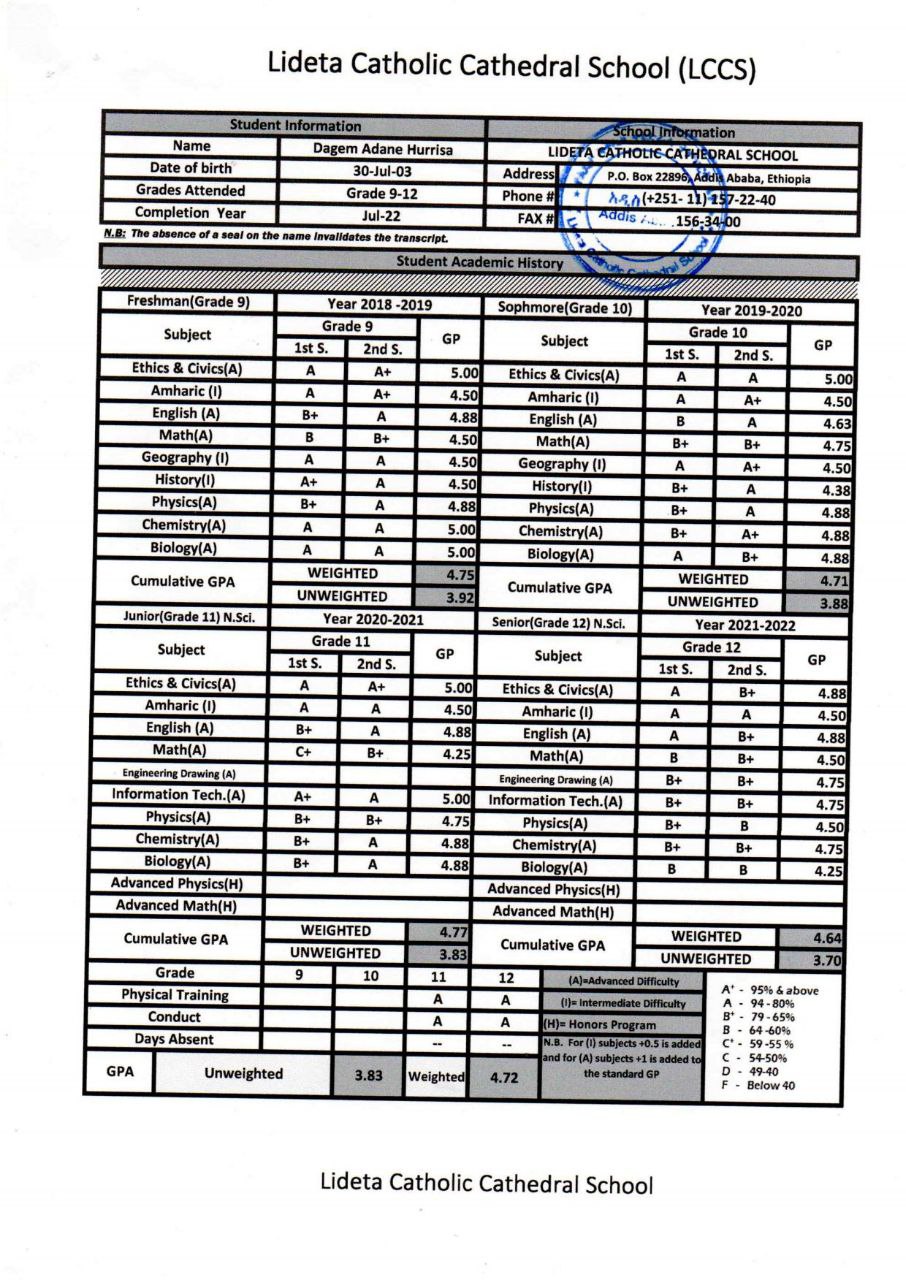 Lideta Catholic Cathedral School (LCCS)
Student Information School Information
Name Dagem Adane Hurrisa LIDETA CATHOLIC CATHEDRAL SCHOOL
Date of birth 30-Jul-03 Address P.O. Box 22896, Addis Ababa, Ethiopia
Grades Attended Grade 9-12 Phone # አዲስ (+251- 11) 157-22-40
Completion Year Jul-22 FAX # Addis 156-34-00
Lideta Catholic Cathedral School
N.B: The absence of a seal on the name invalidates the transcript.
Student Academic History
Freshman(Grade 9) Year 2018 -2019 Sophmore(Grade 10) Year 2019-2020
Subject Grade 9 GP Subject Grade 10 GP
1st S. 2nd S. 1st S. 2nd S.
Ethics & Civics(A) A A+ 5.00 Ethics & Civics(A) A A 5.00
Amharic (I) A A+ 4.50 Amharic (I) A A+ 4.50
English (A) B+ A 4.88 English (A) B A 4.63
Math(A) B B+ 4.50 Math(A) B+ B+ 4.75
Geography (I) A A 4.50 Geography (I) A A+ 4.50
History(I) A+ A 4.50 History(I) B+ A 4.38
Physics(A) B+ A 4.88 Physics(A) B+ A 4.88
Chemistry(A) A A 5.00 Chemistry(A) B+ A+ 4.88
Biology(A) A A 5.00 Biology(A) A B+ 4.88
Cumulative GPA WEIGHTED 4.75 Cumulative GPA WEIGHTED 4.71
UNWEIGHTED 3.92 UNWEIGHTED 3.88
Junior(Grade 11) N.Sci. Year 2020-2021 Senior(Grade 12) N.Sci. Year 2021-2022
Subject Grade 11 GP Subject Grade 12 GP
1st S. 2nd S. 1st S. 2nd S.
Ethics & Civics(A) A A+ 5.00 Ethics & Civics(A) A B+ 4.88
Amharic (I) A A 4.50 Amharic (I) A A 4.50
English (A) B+ A 4.88 English (A) A B+ 4.88
Math(A) C+ B+ 4.25 Math(A) B B+ 4.50
Engineering Drawing (A) Engineering Drawing (A) B+ B+ 4.75
Information Tech.(A) A+ A 5.00 Information Tech.(A) B+ B+ 4.75
Physics(A) B+ B+ 4.75 Physics(A) B+ B 4.50
Chemistry(A) B+ A 4.88 Chemistry(A) B+ B+ 4.75
Biology(A) B+ A 4.88 Biology(A) B B 4.25
Advanced Physics(H) Advanced Physics(H)
Advanced Math(H) Advanced Math(H)
Cumulative GPA WEIGHTED 4.77 Cumulative GPA WEIGHTED 4.64
UNWEIGHTED 3.83 UNWEIGHTED 3.70
Grade 9 10 11 12 (A)=Advanced Difficulty
Physical Training A A (I)= Intermediate Difficulty
Conduct A A (H)= Honors Program
Days Absent -- -- N.B. For (I) subjects +0.5 is added
and for (A) subjects +1 is added to
the standard GP
GPA Unweighted 3.83 Weighted 4.72
A⁺ - 95% & above
A - 94-80%
B⁺ - 79-65%
B - 64-60%
C⁺ - 59-55 %
C - 54-50%
D - 49-40
F - Below 40
Lideta Catholic Cathedral School